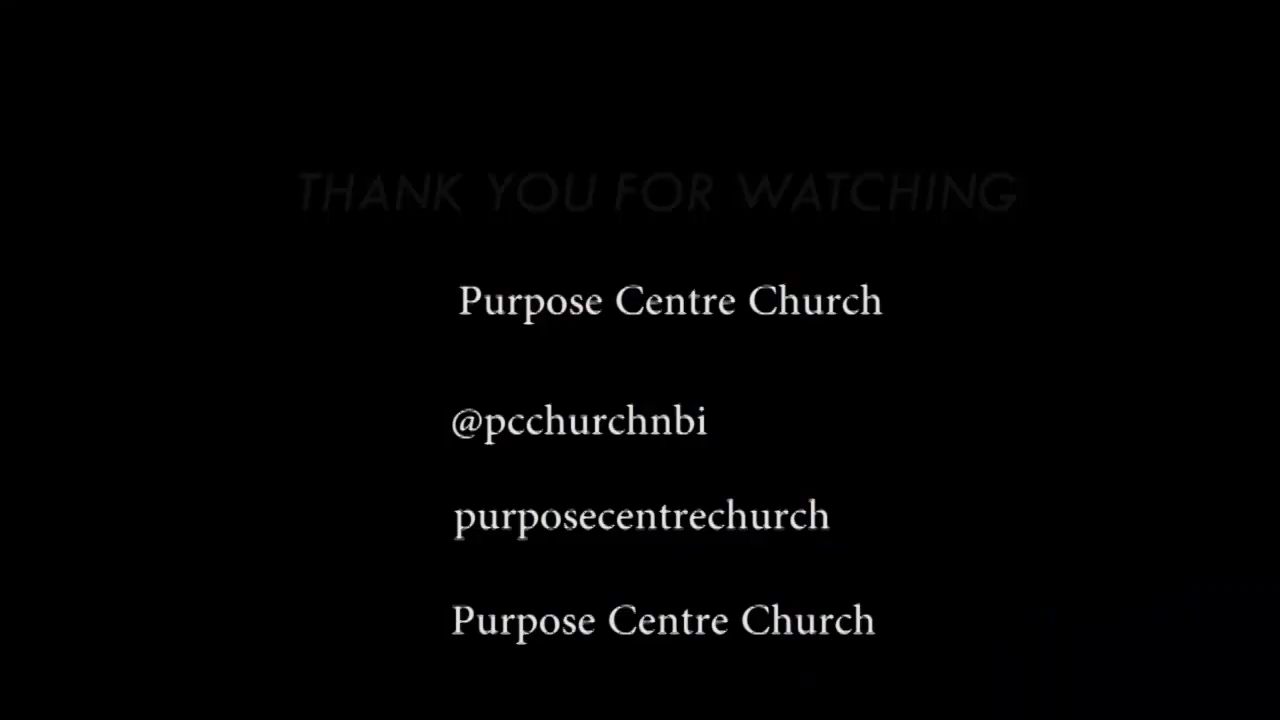 THANK YOU FOR WATCHING
Purpose Centre Church
@pcchurchnbi
purposecentrechurch
Purpose Centre Church